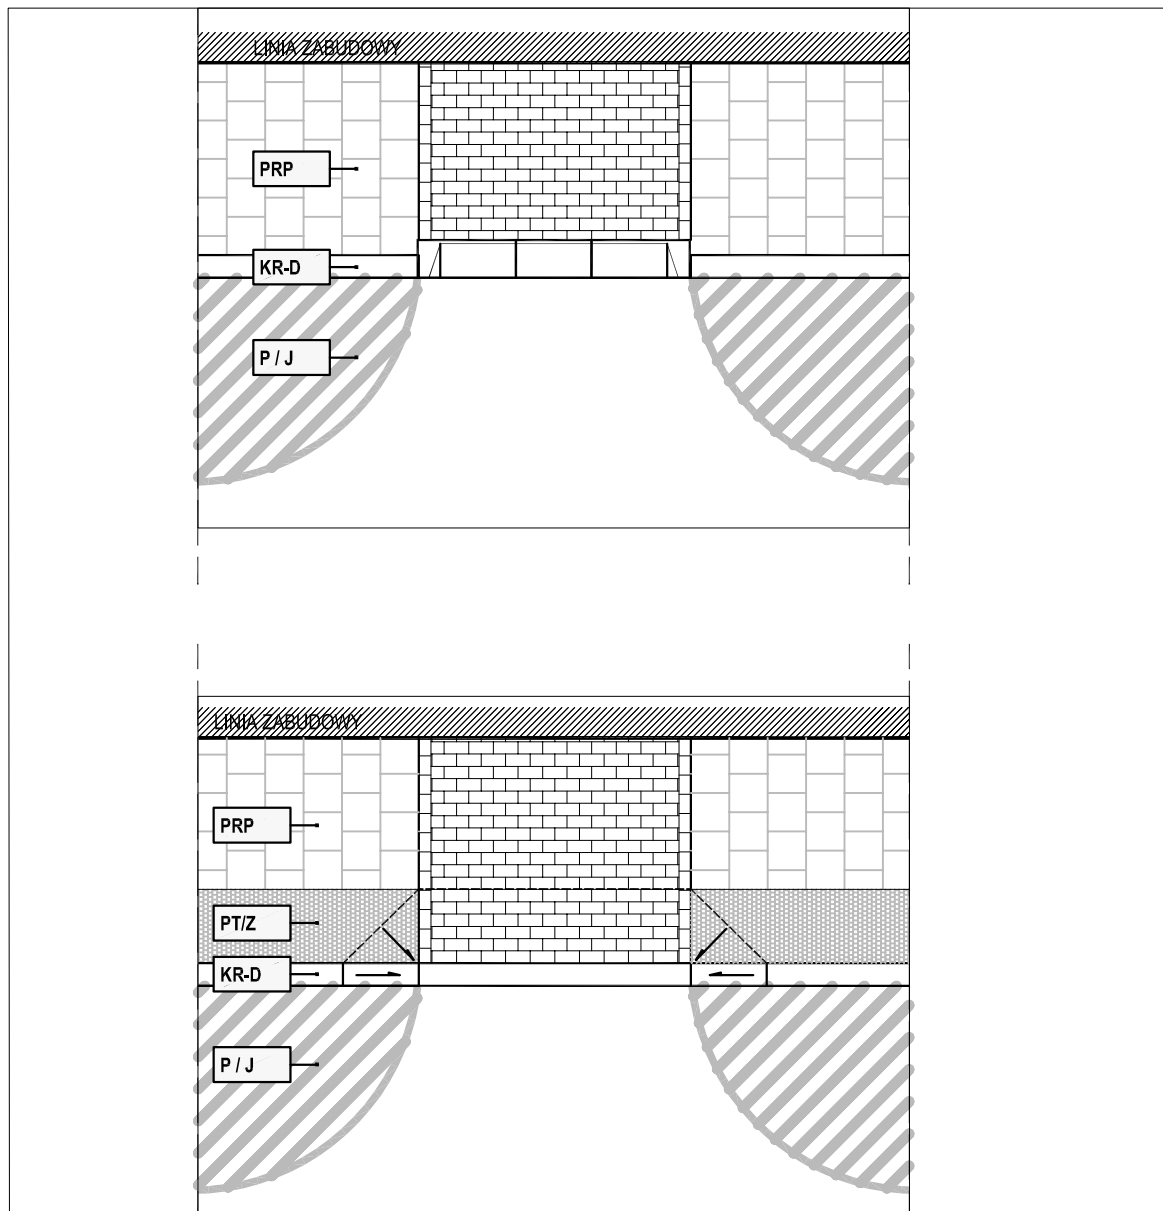 LINIA ZABUDOWY
PRP
KR-D
P / J
LINIA ZABUDOWY
PRP
PT/Z
KR-D
P / J